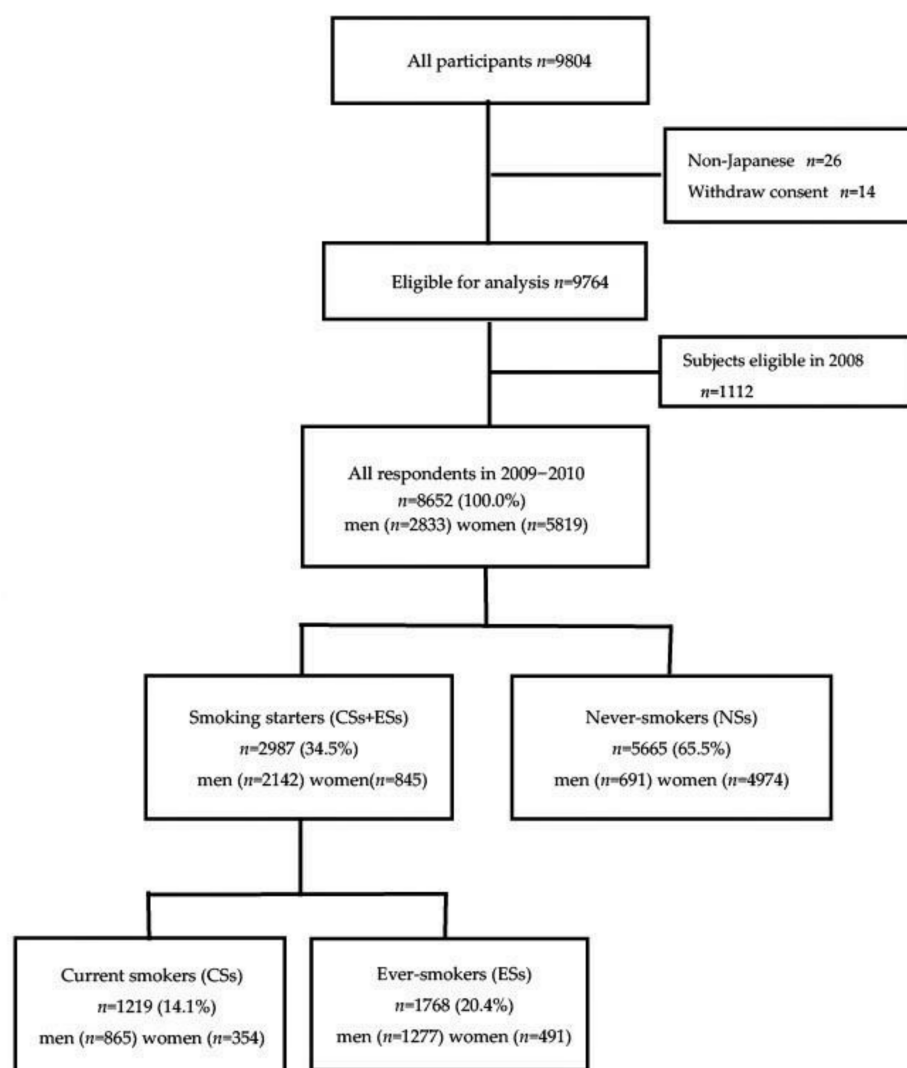 All participants n=9804
Non-Japanese n=26
Withdraw consent n=14
Eligible for analysis n=9764
Subjects eligible in 2008
n=1112
All respondents in 2009−2010
n=8652 (100.0%)
men (n=2833) women (n=5819)
Smoking starters (CSs+ESs)
n=2987 (34.5%)
men (n=2142) women(n=845)
Never-smokers (NSs)
n=5665 (65.5%)
men (n=691) women (n=4974)
Current smokers (CSs)
n=1219 (14.1%)
men (n=865) women (n=354)
Ever-smokers (ESs)
n=1768 (20.4%)
men (n=1277) women (n=491)